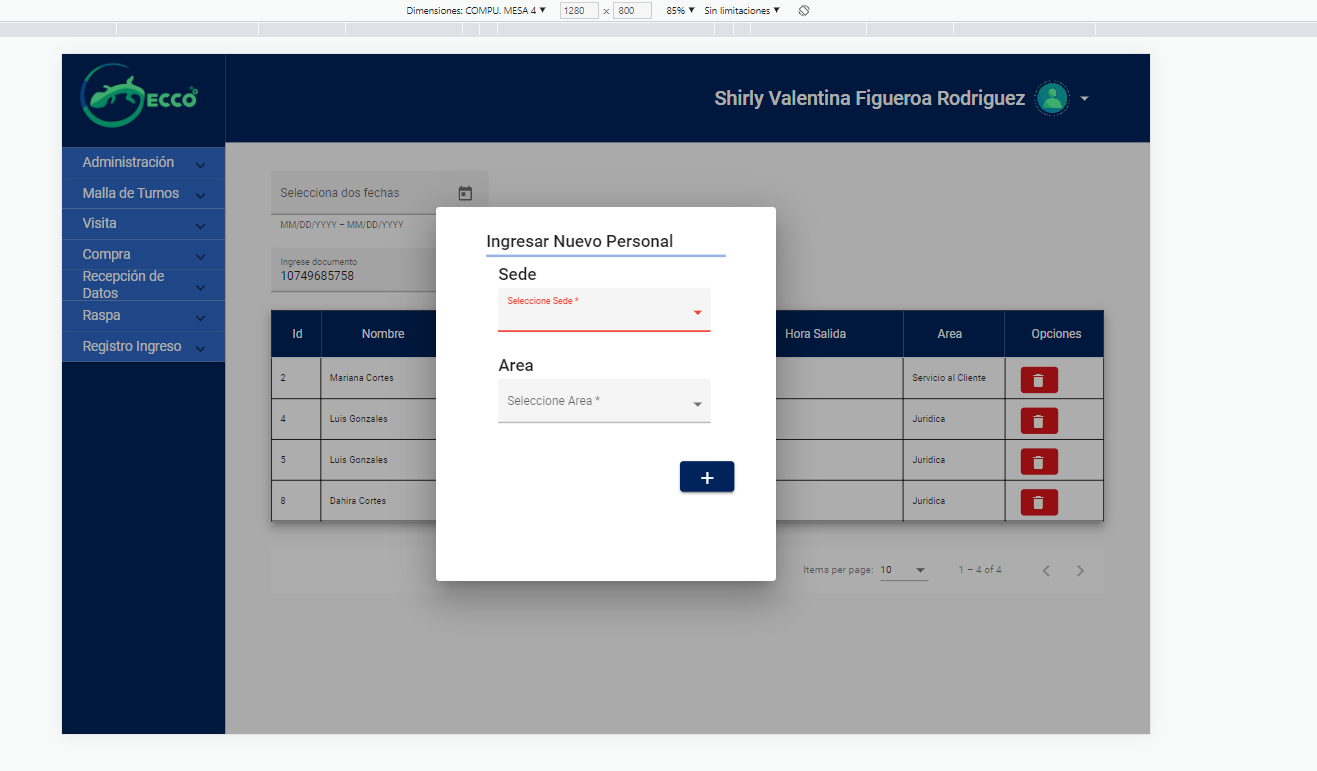 Dimensiones: COMPU. MESA 4 ▼ 1280 x 800 85% ▼ Sin limitaciones ▼
ECCO
Shirly Valentina Figueroa Rodriguez
Administración
Malla de Turnos
Visita
Compra
Recepción de
Datos
Raspa
Registro Ingreso
Selecciona dos fechas
MM/DD/YYYY – MM/DD/YYYY
Ingrese documento
10749685758
Ingresar Nuevo Personal
Sede
Seleccione Sede *
Area
Seleccione Area *
+
Id Nombre Hora Salida Area Opciones
2 Mariana Cortes Servicio al Cliente
4 Luis Gonzales Juridica
5 Luis Gonzales Juridica
8 Dahira Cortes Juridica
Items per page: 10 1 – 4 of 4